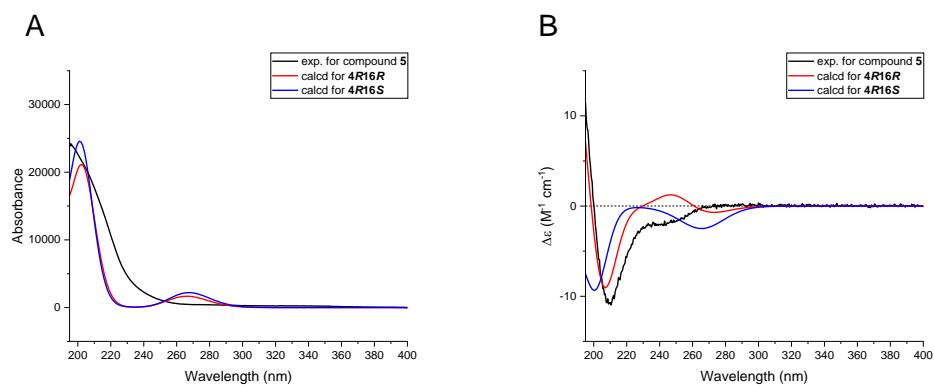 A
exp. for compound 5
calcd for 4R16R
calcd for 4R16S
30000
20000
10000
0
Absorbance
200 220 240 260 280 300 320 340 360 380 400
Wavelength (nm)
B
exp. for compound 5
calcd for 4R16R
calcd for 4R16S
10
0
-10
Δε (M⁻¹ cm⁻¹)
200 220 240 260 280 300 320 340 360 380 400
Wavelength (nm)